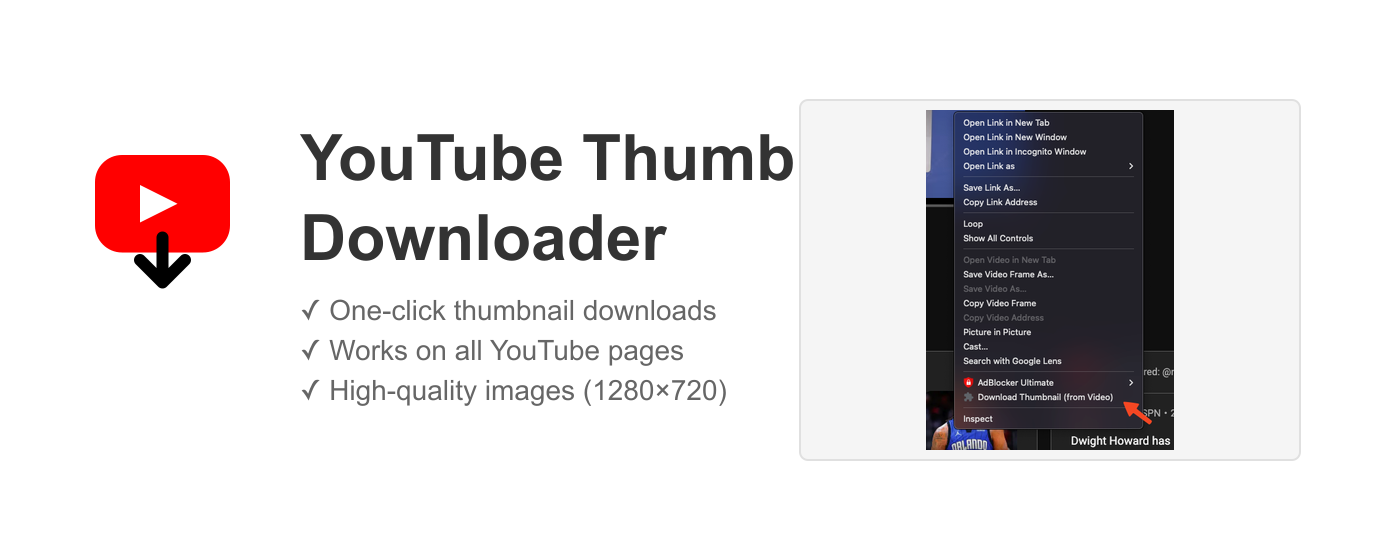 YouTube Thumb
Downloader
✓ One-click thumbnail downloads
✓ Works on all YouTube pages
✓ High-quality images (1280×720)
Open Link in New Tab
Open Link in New Window
Open Link in Incognito Window
Open Link as
Save Link As...
Copy Link Address
Loop
Show All Controls
Open Video in New Tab
Save Video Frame As...
Save Video As...
Copy Video Frame
Copy Video Address
Picture in Picture
Cast...
Search with Google Lens
AdBlocker Ultimate
Download Thumbnail (from Video)
Inspect
red: @r
SPN • 2
Dwight Howard has
ORLANDO